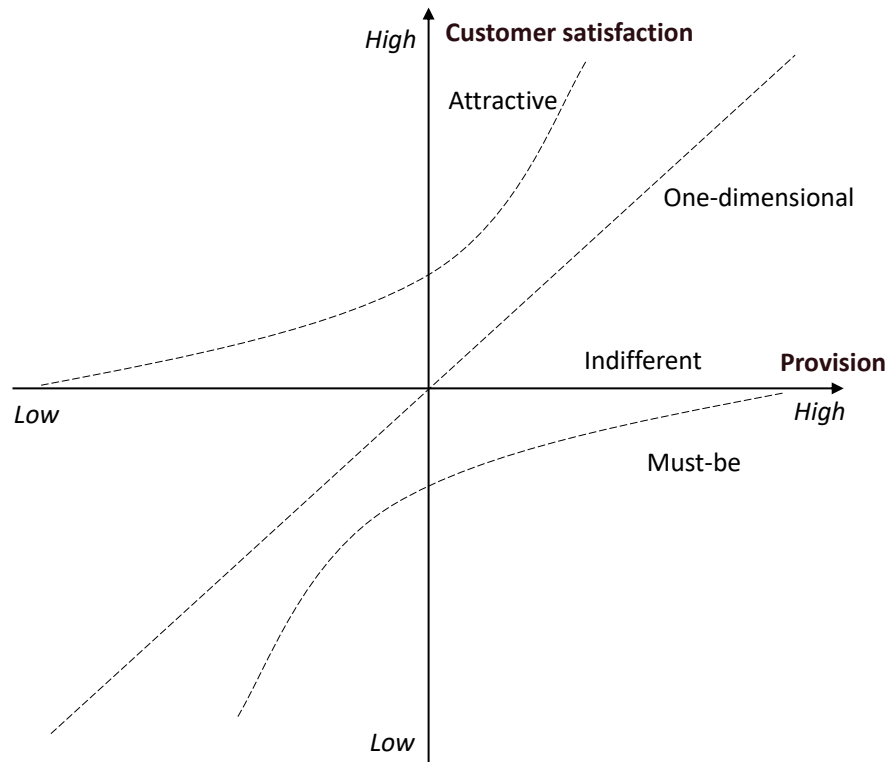 High
Customer satisfaction
Attractive
One-dimensional
Indifferent
Provision
Low
High
Must-be
Low